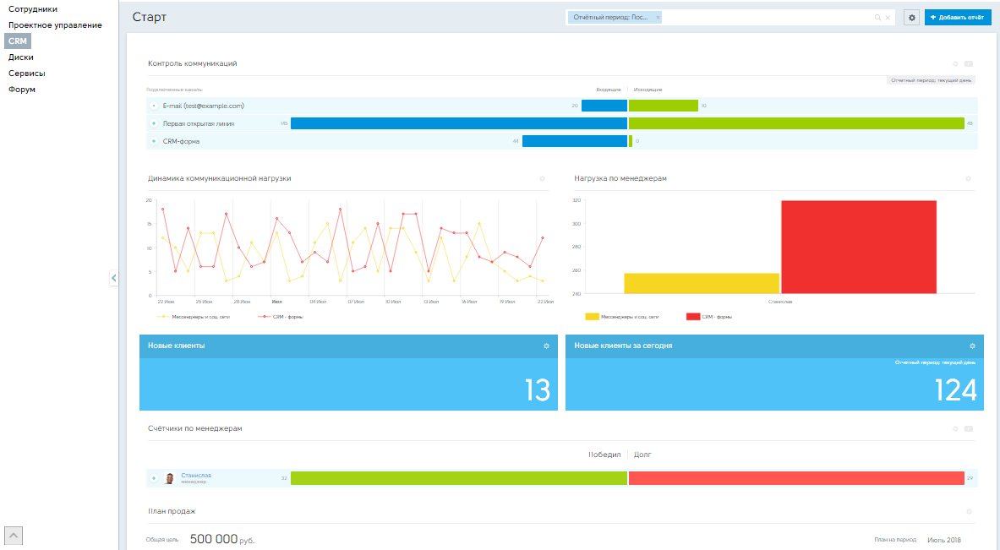 Сотрудники
Проектное управление
CRM
Диски
Сервисы
Форум
Старт
Отчётный период: Пос... ×
+ Добавить отчёт
Контроль коммуникаций
Отчетный период: текущий день
Подключенные каналы Входящие Исходящие
E-mail (test@example.com) 20 10
Первая открытая линия 145 48
CRM-форма 44 0
Динамика коммуникационной нагрузки
20
15
10
5
0
22 Июн 25 Июн 28 Июн Июл 04 Июл 07 Июл 10 Июл 13 Июл 16 Июл 19 Июл 22 Июл
Мессенджеры и соц. сети CRM - формы
Нагрузка по менеджерам
320
300
280
260
240
Станислав
Мессенджеры и соц. сети CRM - формы
Новые клиенты
13
Новые клиенты за сегодня
Отчетный период: текущий день
124
Счётчики по менеджерам
Победил Долг
Станислав
менеджер
32 29
План продаж
Общая цель 500 000 руб. План на период Июль 2018